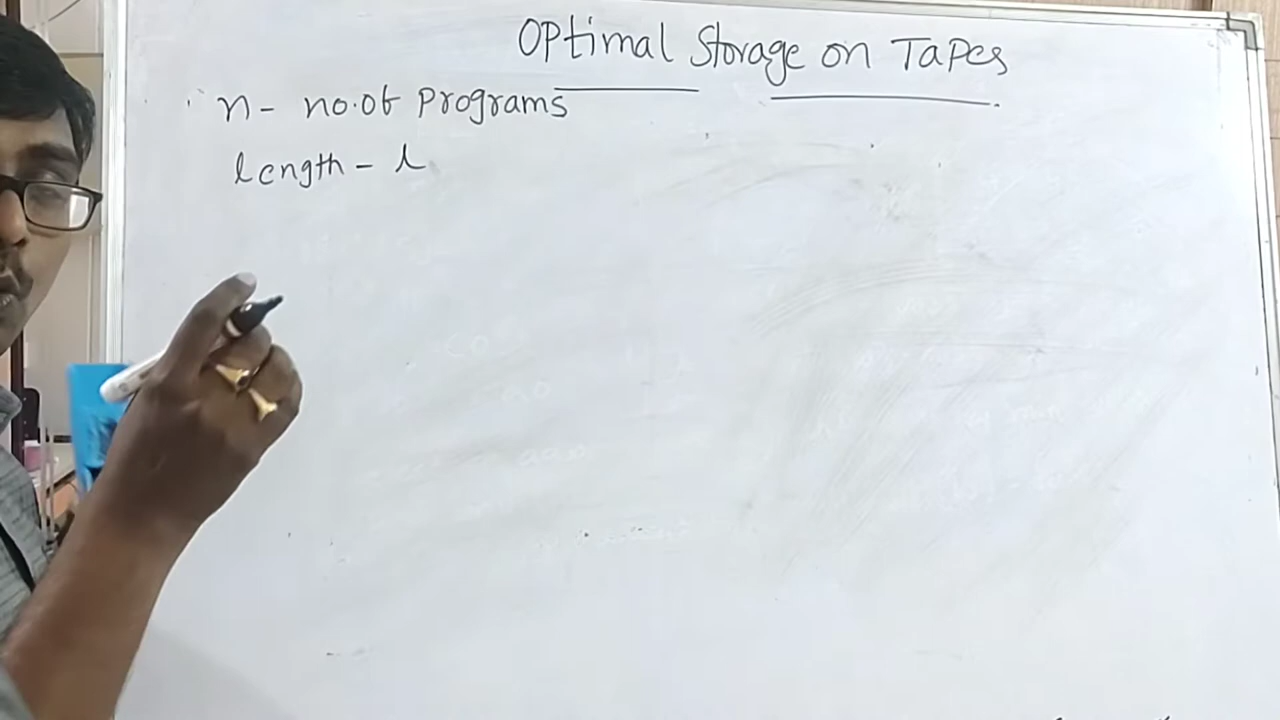 Optimal Storage on Tapes
n - no.of Programs
length - l